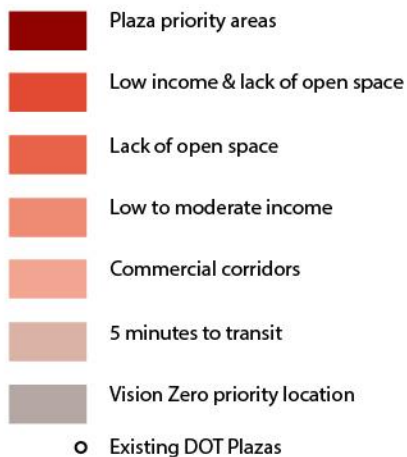 Plaza priority areas
Low income & lack of open space
Lack of open space
Low to moderate income
Commercial corridors
5 minutes to transit
Vision Zero priority location
Existing DOT Plazas